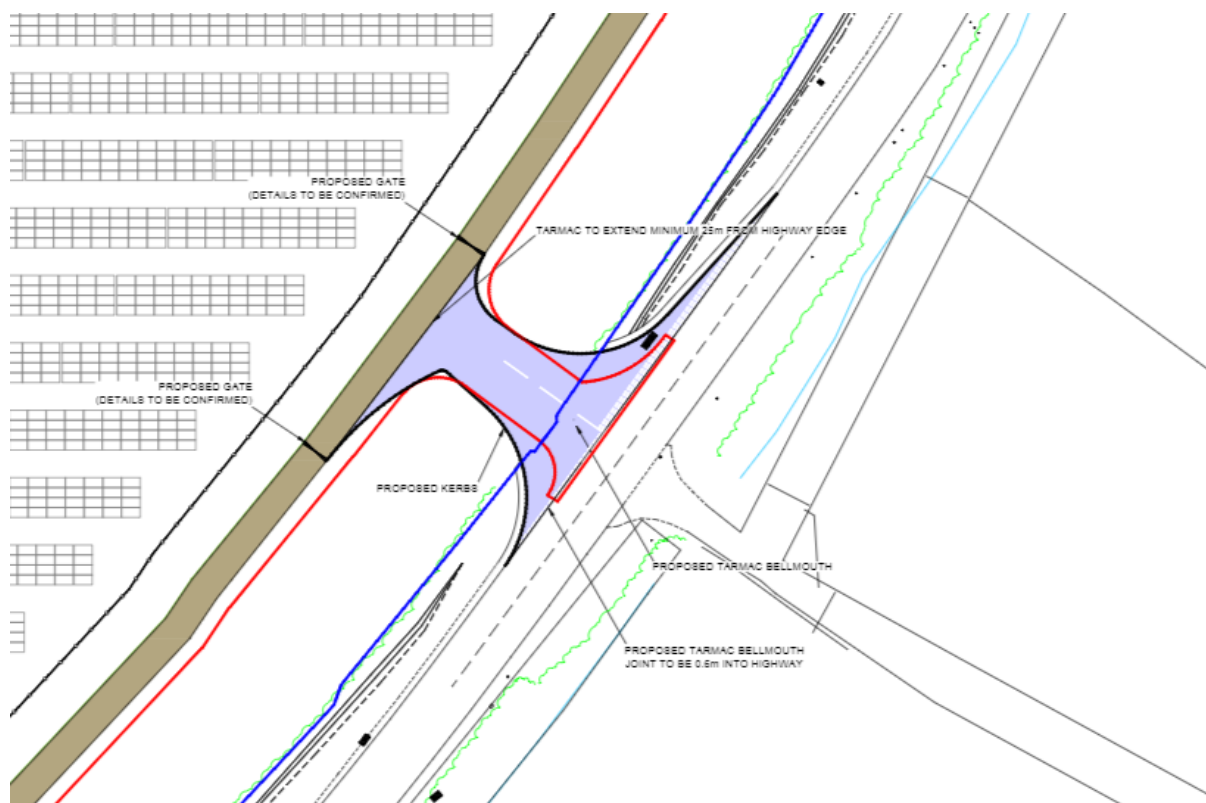 PROPOSED GATE
(DETAILS TO BE CONFIRMED)
TARMAC TO EXTEND MINIMUM 25m FROM HIGHWAY EDGE
PROPOSED GATE
(DETAILS TO BE CONFIRMED)
PROPOSED KERBS
PROPOSED TARMAC BELLMOUTH
PROPOSED TARMAC BELLMOUTH
JOINT TO BE 0.5m INTO HIGHWAY